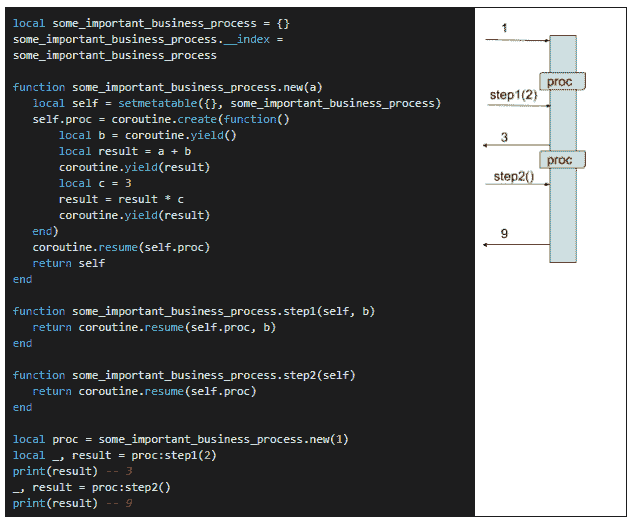 local some_important_business_process = {}
some_important_business_process.__index =
some_important_business_process
function some_important_business_process.new(a)
   local self = setmetatable({}, some_important_business_process)
   self.proc = coroutine.create(function()
       local b = coroutine.yield()
       local result = a + b
       coroutine.yield(result)
       local c = 3
       result = result * c
       coroutine.yield(result)
   end)
   coroutine.resume(self.proc)
   return self
end
function some_important_business_process.step1(self, b)
   return coroutine.resume(self.proc, b)
end
function some_important_business_process.step2(self)
   return coroutine.resume(self.proc)
end
local proc = some_important_business_process.new(1)
local _, result = proc:step1(2)
print(result) -- 3
_, result = proc:step2()
print(result) -- 9
1
proc
step1(2)
3
proc
step2()
9